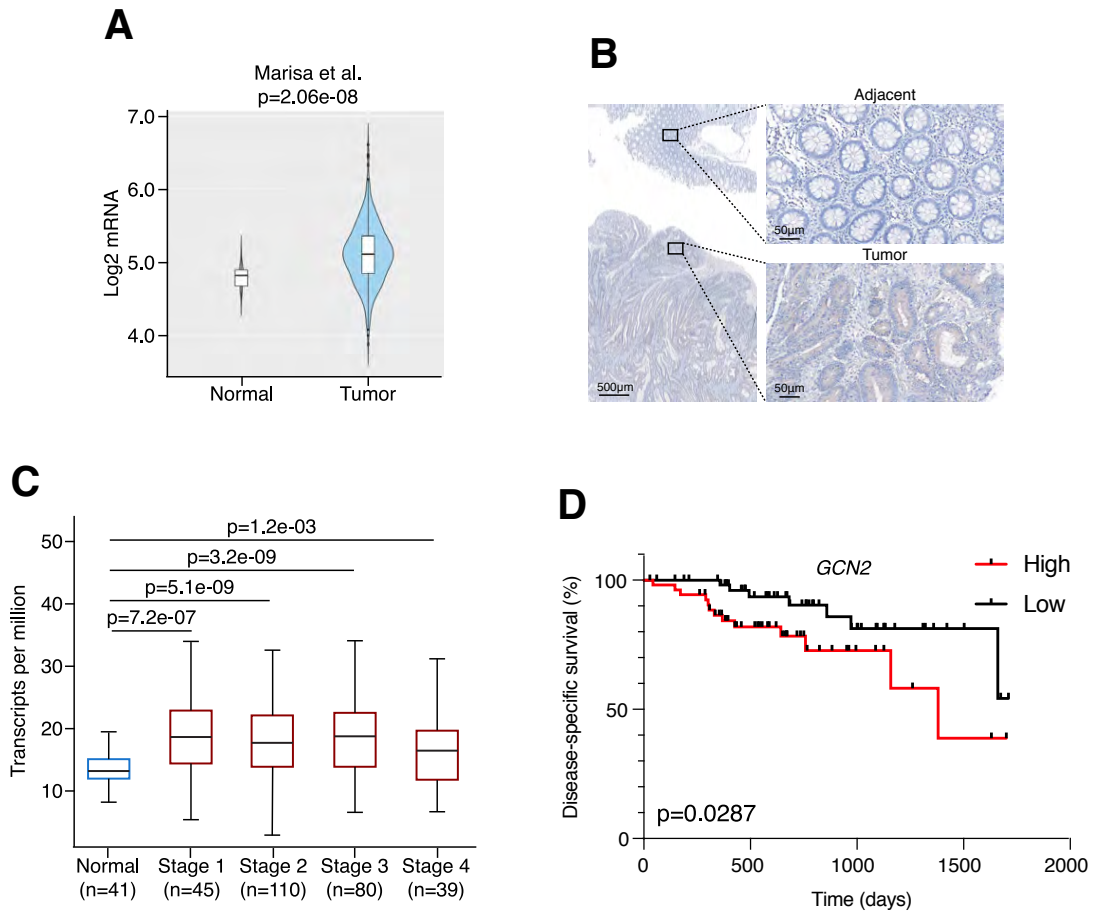 A
Marisa et al.
p=2.06e-08
Log2 mRNA
7.0
6.0
5.0
4.0
Normal
Tumor
B
Adjacent
50µm
Tumor
500µm
50µm
C
Transcripts per million
50
40
30
20
10
p=1.2e-03
p=3.2e-09
p=5.1e-09
p=7.2e-07
Normal
(n=41)
Stage 1
(n=45)
Stage 2
(n=110)
Stage 3
(n=80)
Stage 4
(n=39)
D
GCN2
High
Low
Disease-specific survival (%)
100
50
0
p=0.0287
0
500
1000
1500
2000
Time (days)